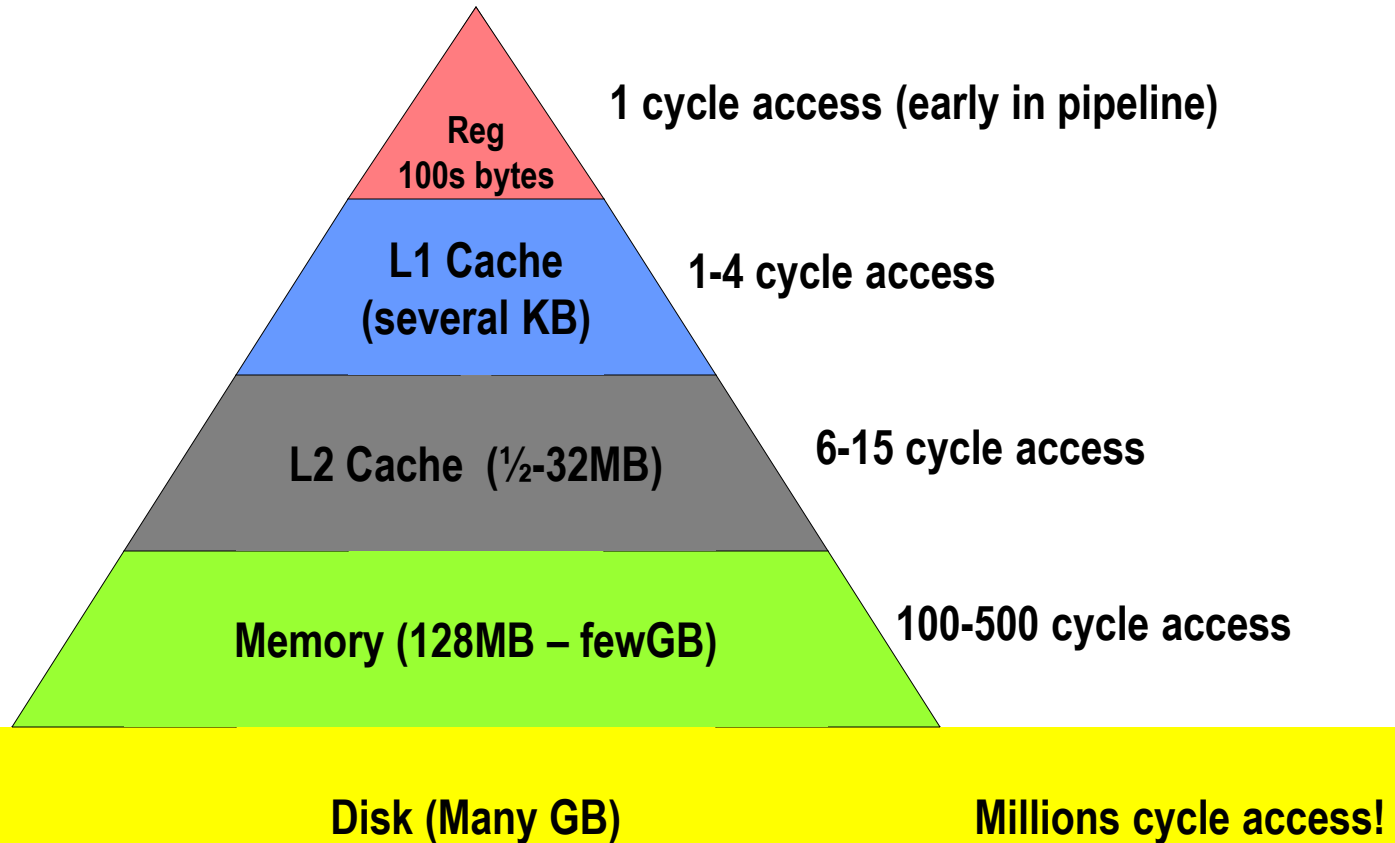 Reg
100s bytes
1 cycle access (early in pipeline)
L1 Cache
(several KB)
1-4 cycle access
L2 Cache (½-32MB)
6-15 cycle access
Memory (128MB – fewGB)
100-500 cycle access
Disk (Many GB)
Millions cycle access!